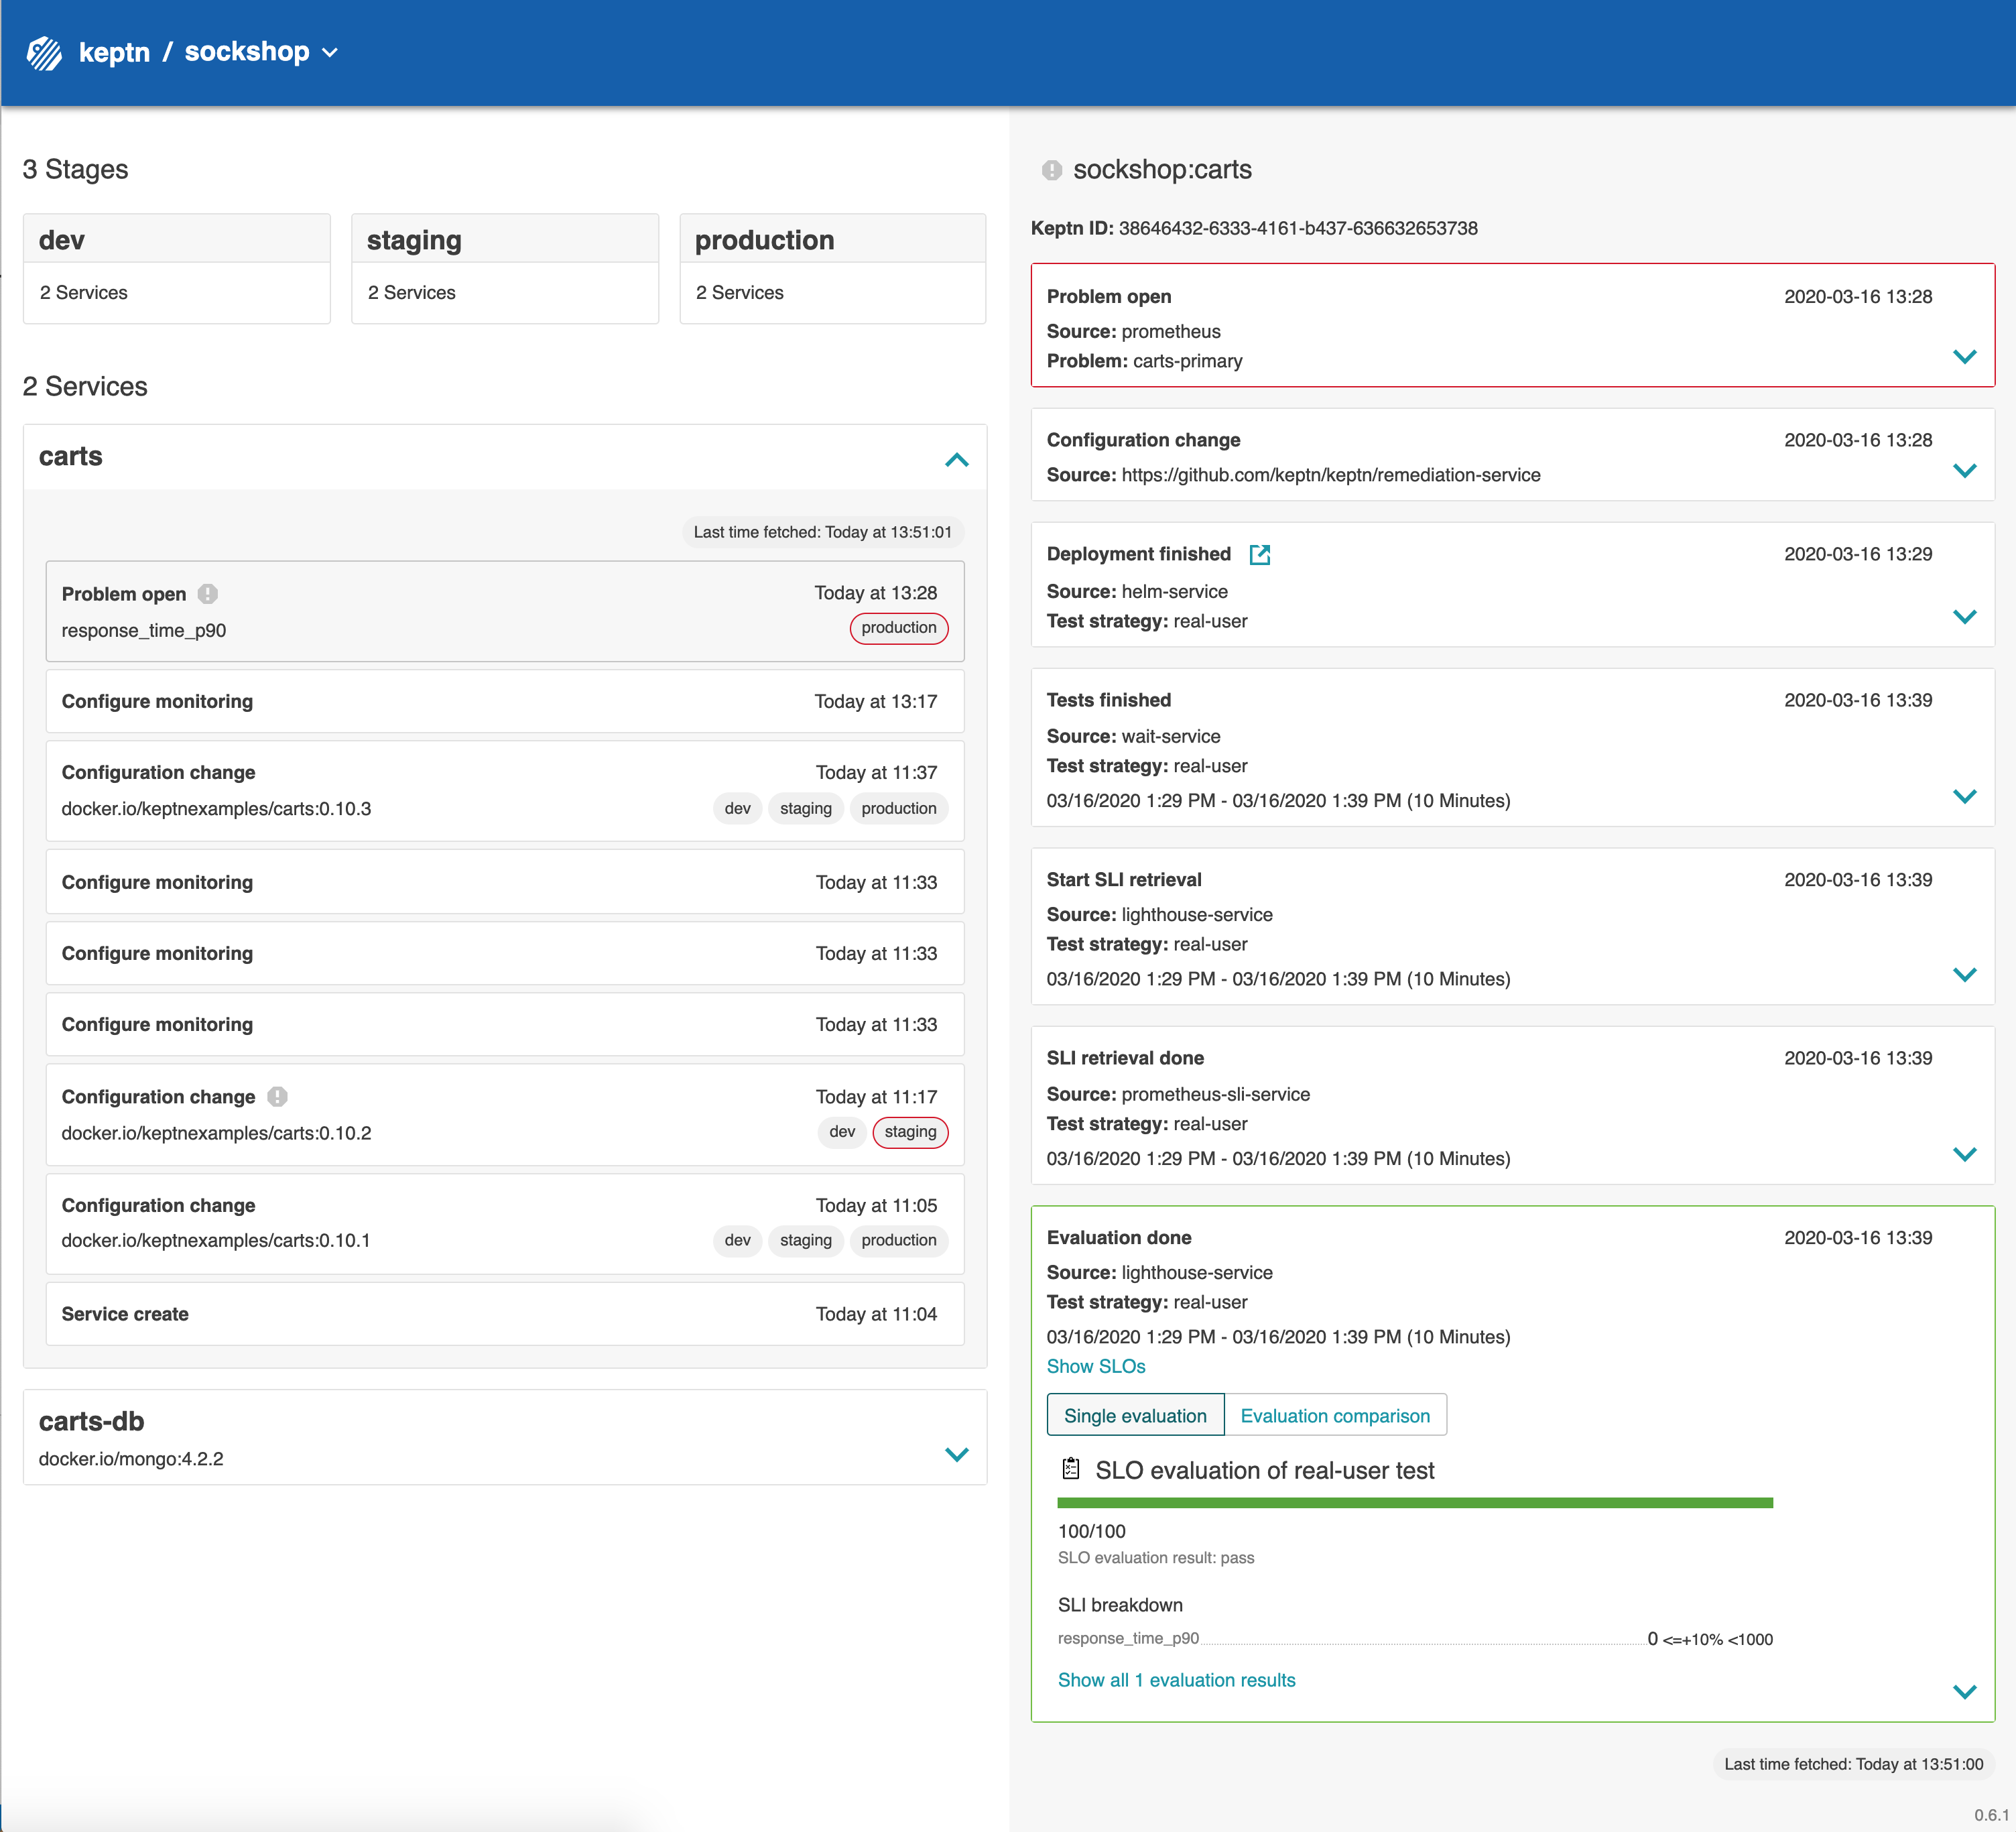 keptn / sockshop
3 Stages
dev
2 Services
staging
2 Services
production
2 Services
2 Services
carts
Last time fetched: Today at 13:51:01
Problem open Today at 13:28
response_time_p90 production
Configure monitoring Today at 13:17
Configuration change Today at 11:37
docker.io/keptnexamples/carts:0.10.3 dev staging production
Configure monitoring Today at 11:33
Configure monitoring Today at 11:33
Configure monitoring Today at 11:33
Configuration change Today at 11:17
docker.io/keptnexamples/carts:0.10.2 dev staging
Configuration change Today at 11:05
docker.io/keptnexamples/carts:0.10.1 dev staging production
Service create Today at 11:04
carts-db
docker.io/mongo:4.2.2
sockshop:carts
Keptn ID: 38646432-6333-4161-b437-636632653738
Problem open 2020-03-16 13:28
Source: prometheus
Problem: carts-primary
Configuration change 2020-03-16 13:28
Source: https://github.com/keptn/keptn/remediation-service
Deployment finished 2020-03-16 13:29
Source: helm-service
Test strategy: real-user
Tests finished 2020-03-16 13:39
Source: wait-service
Test strategy: real-user
03/16/2020 1:29 PM - 03/16/2020 1:39 PM (10 Minutes)
Start SLI retrieval 2020-03-16 13:39
Source: lighthouse-service
Test strategy: real-user
03/16/2020 1:29 PM - 03/16/2020 1:39 PM (10 Minutes)
SLI retrieval done 2020-03-16 13:39
Source: prometheus-sli-service
Test strategy: real-user
03/16/2020 1:29 PM - 03/16/2020 1:39 PM (10 Minutes)
Evaluation done 2020-03-16 13:39
Source: lighthouse-service
Test strategy: real-user
03/16/2020 1:29 PM - 03/16/2020 1:39 PM (10 Minutes)
Show SLOs
Single evaluation Evaluation comparison
SLO evaluation of real-user test
100/100
SLO evaluation result: pass
SLI breakdown
response_time_p90 0 <=+10% <1000
Show all 1 evaluation results
Last time fetched: Today at 13:51:00
0.6.1